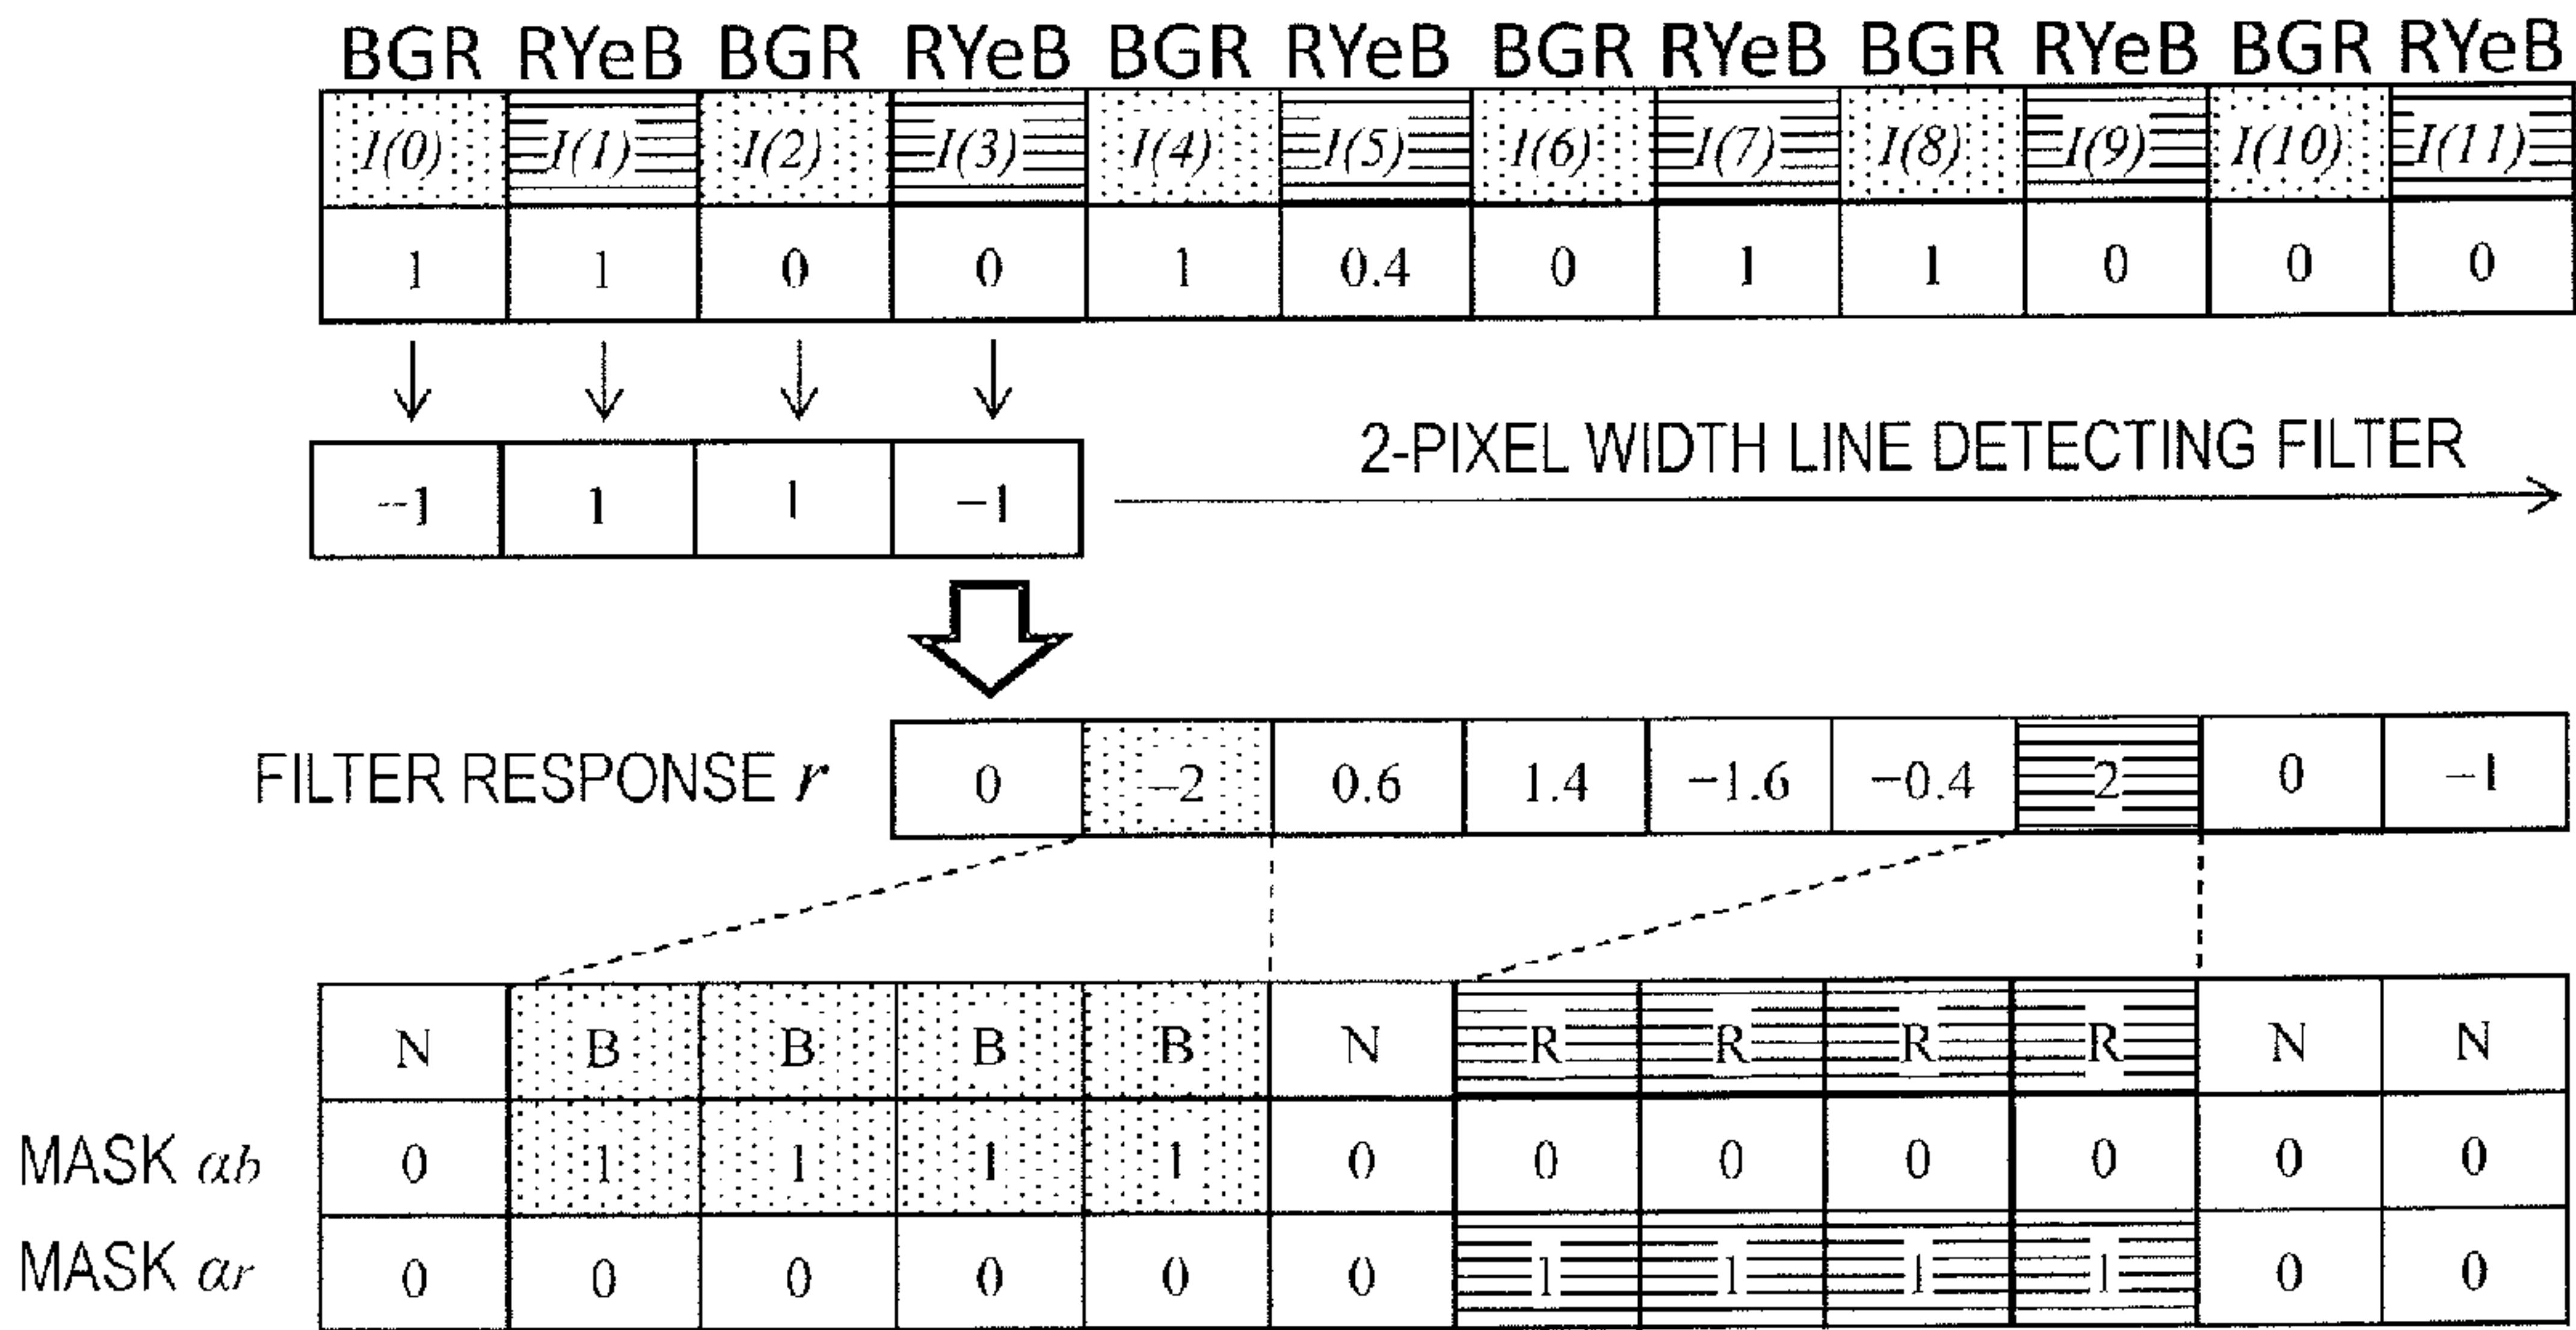 BGR RYeB BGR RYeB BGR RYeB BGR RYeB BGR RYeB BGR RYeB
I(0) I(1) I(2) I(3) I(4) I(5) I(6) I(7) I(8) I(9) I(10) I(11)
1 1 0 0 1 0.4 0 1 1 0 0 0
2-PIXEL WIDTH LINE DETECTING FILTER
−1 1 1 −1
FILTER RESPONSE r 0 −2 0.6 1.4 −1.6 −0.4 2 0 −1
N B B B B N R R R R N N
MASK αb 0 1 1 1 1 0 0 0 0 0 0 0
MASK αr 0 0 0 0 0 0 1 1 1 1 0 0